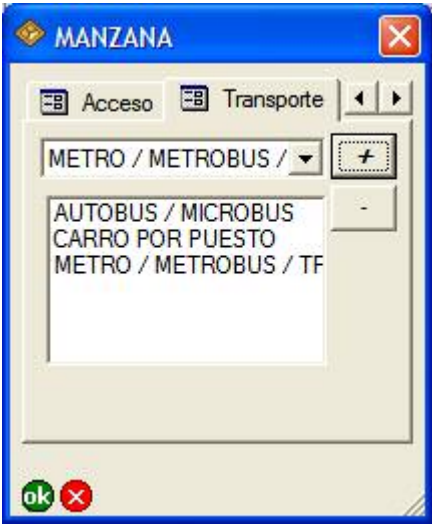 MANZANA
Acceso Transporte
METRO / METROBUS /
+
AUTOBUS / MICROBUS
-
CARRO POR PUESTO
METRO / METROBUS / TF
ok